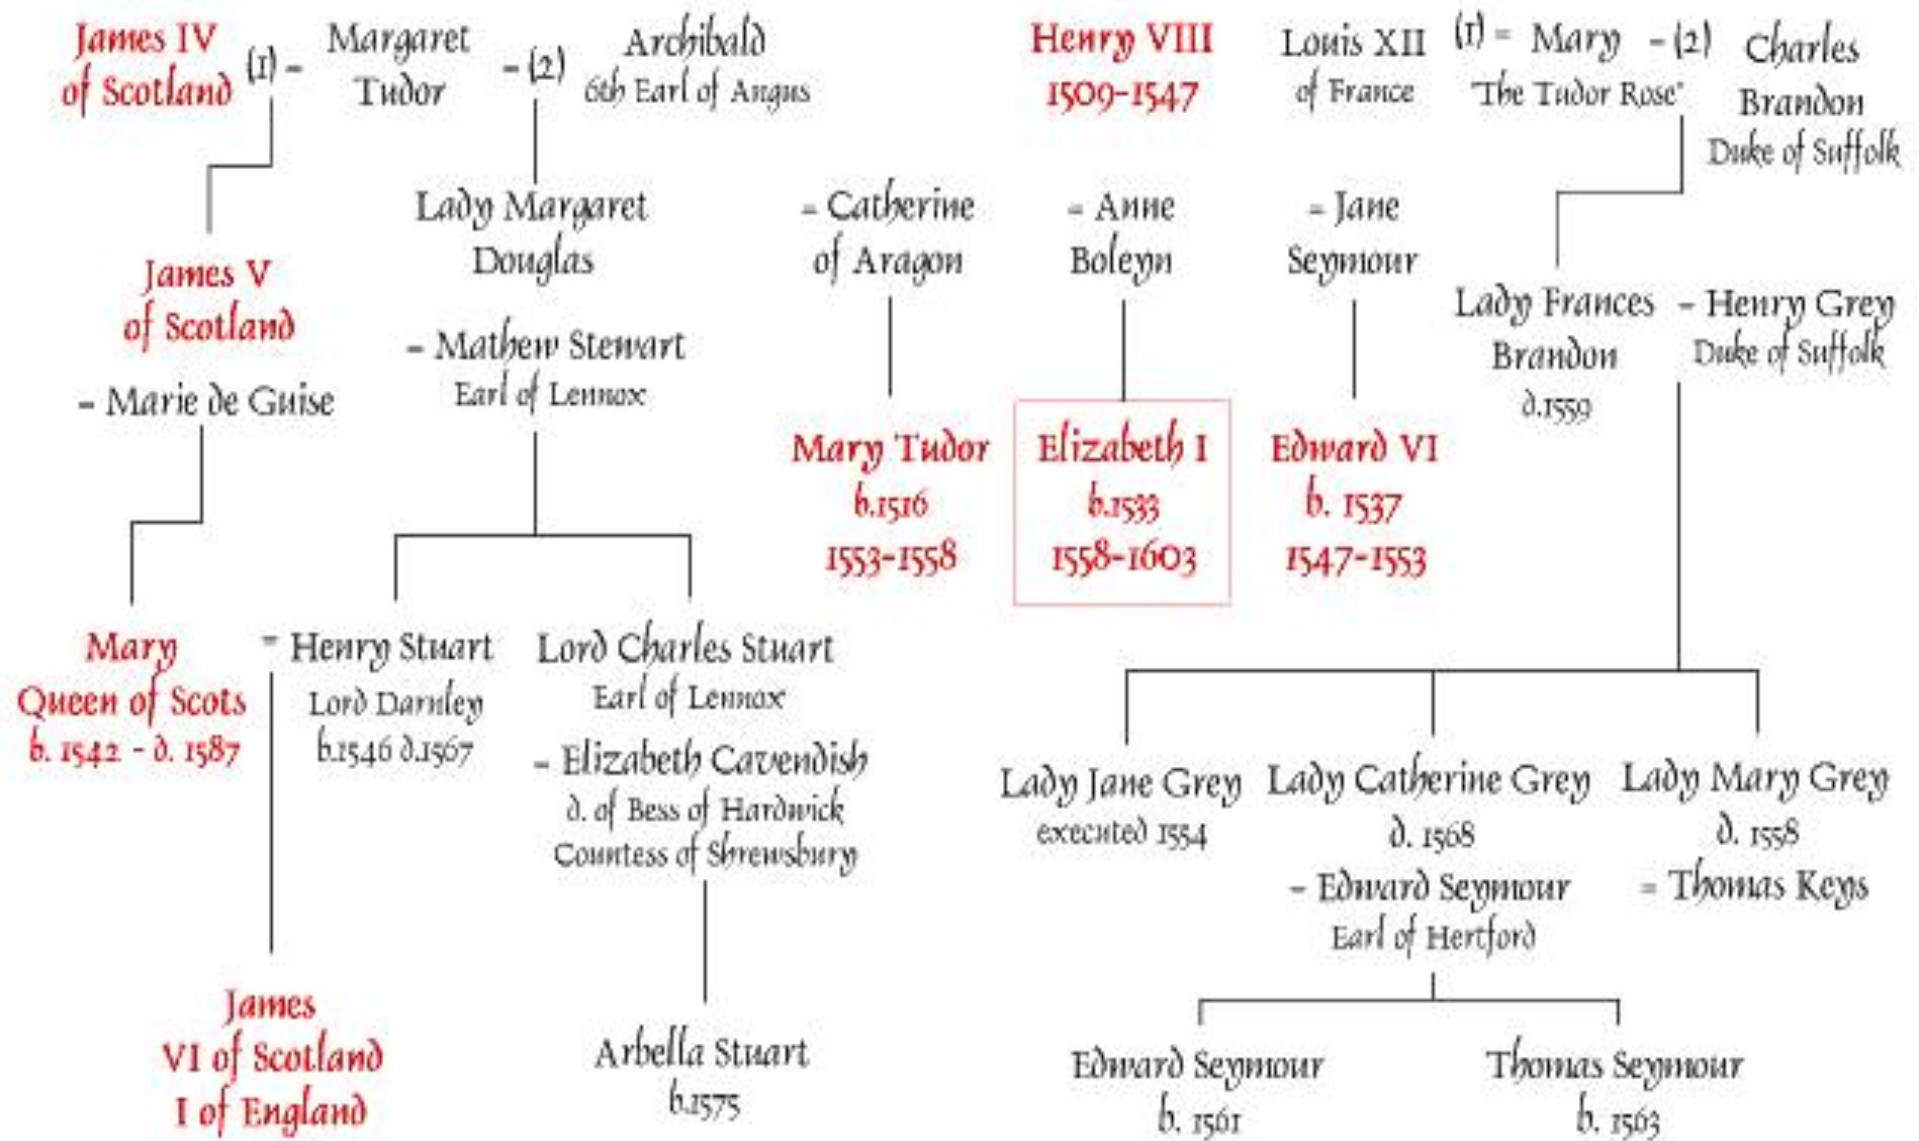 James IV
of Scotland
(1) -
Margaret
Tudor
- (2)
Archibald
6th Earl of Angus
Henry VIII
1509-1547
Louis XII
of France
(1) = Mary - (2)
"The Tudor Rose"
Charles
Brandon
Duke of Suffolk
James V
of Scotland
- Marie de Guise
Lady Margaret
Douglas
- Mathew Stewart
Earl of Lennox
= Catherine
of Aragon
= Anne
Boleyn
= Jane
Seymour
Lady Frances
Brandon
d.1559
- Henry Grey
Duke of Suffolk
Mary Tudor
b.1516
1553-1558
Elizabeth I
b.1533
1558-1603
Edward VI
b. 1537
1547-1553
Mary
Queen of Scots
b. 1542 - d. 1587
= Henry Stuart
Lord Darnley
b.1546 d.1567
Lord Charles Stuart
Earl of Lennox
- Elizabeth Cavendish
d. of Bess of Hardwick
Countess of Shrewsbury
Lady Jane Grey
executed 1554
Lady Catherine Grey
d. 1568
- Edward Seymour
Earl of Hertford
Lady Mary Grey
d. 1558
= Thomas Keys
James
VI of Scotland
I of England
Arbella Stuart
b.1575
Edward Seymour
b. 1561
Thomas Seymour
b. 1563